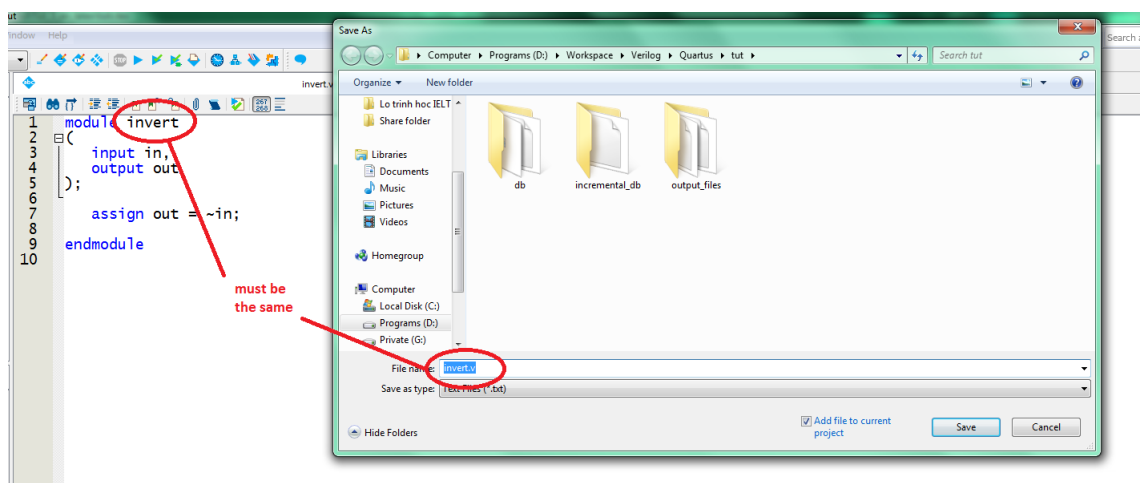 ut
indow Help
Search a
invert.v
1 module invert
2 (
3 input in,
4 output out
5 );
6
7 assign out = ~in;
8
9 endmodule
10
must be
the same
Save As
Computer Programs (D:) Workspace Verilog Quartus tut
Search tut
Organize New folder
Lo trinh hoc IELT
Share folder
Libraries
Documents
Music
Pictures
Videos
Homegroup
Computer
Local Disk (C:)
Programs (D:)
Private (G:)
db incremental_db output_files
File name: invert.v
Save as type: Text Files (*.txt)
Hide Folders
Add file to current
project
Save Cancel